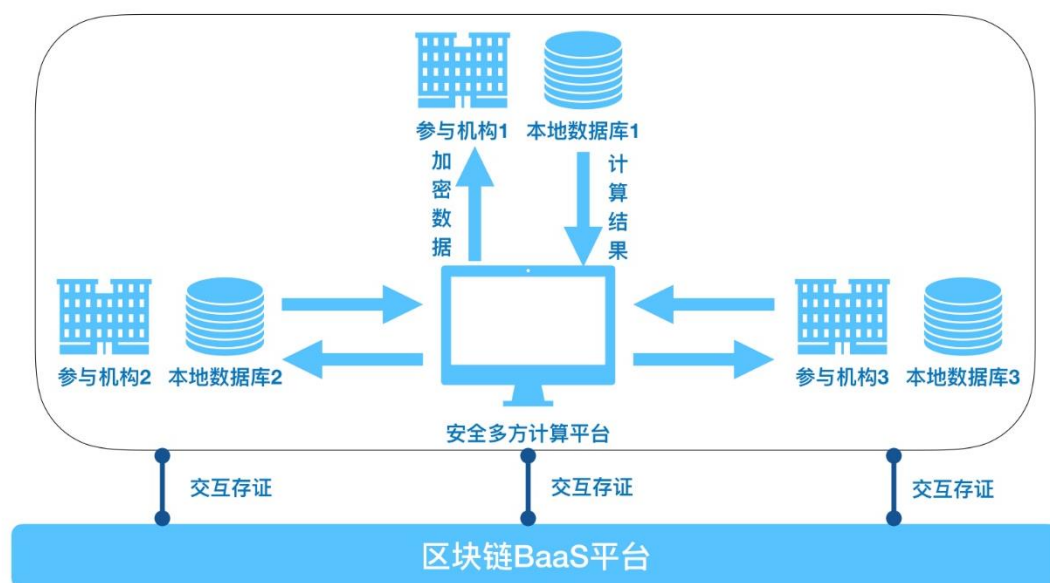 参与机构1 本地数据库1
加密数据
计算结果
参与机构2 本地数据库2
参与机构3 本地数据库3
安全多方计算平台
交互存证
交互存证
交互存证
区块链BaaS平台